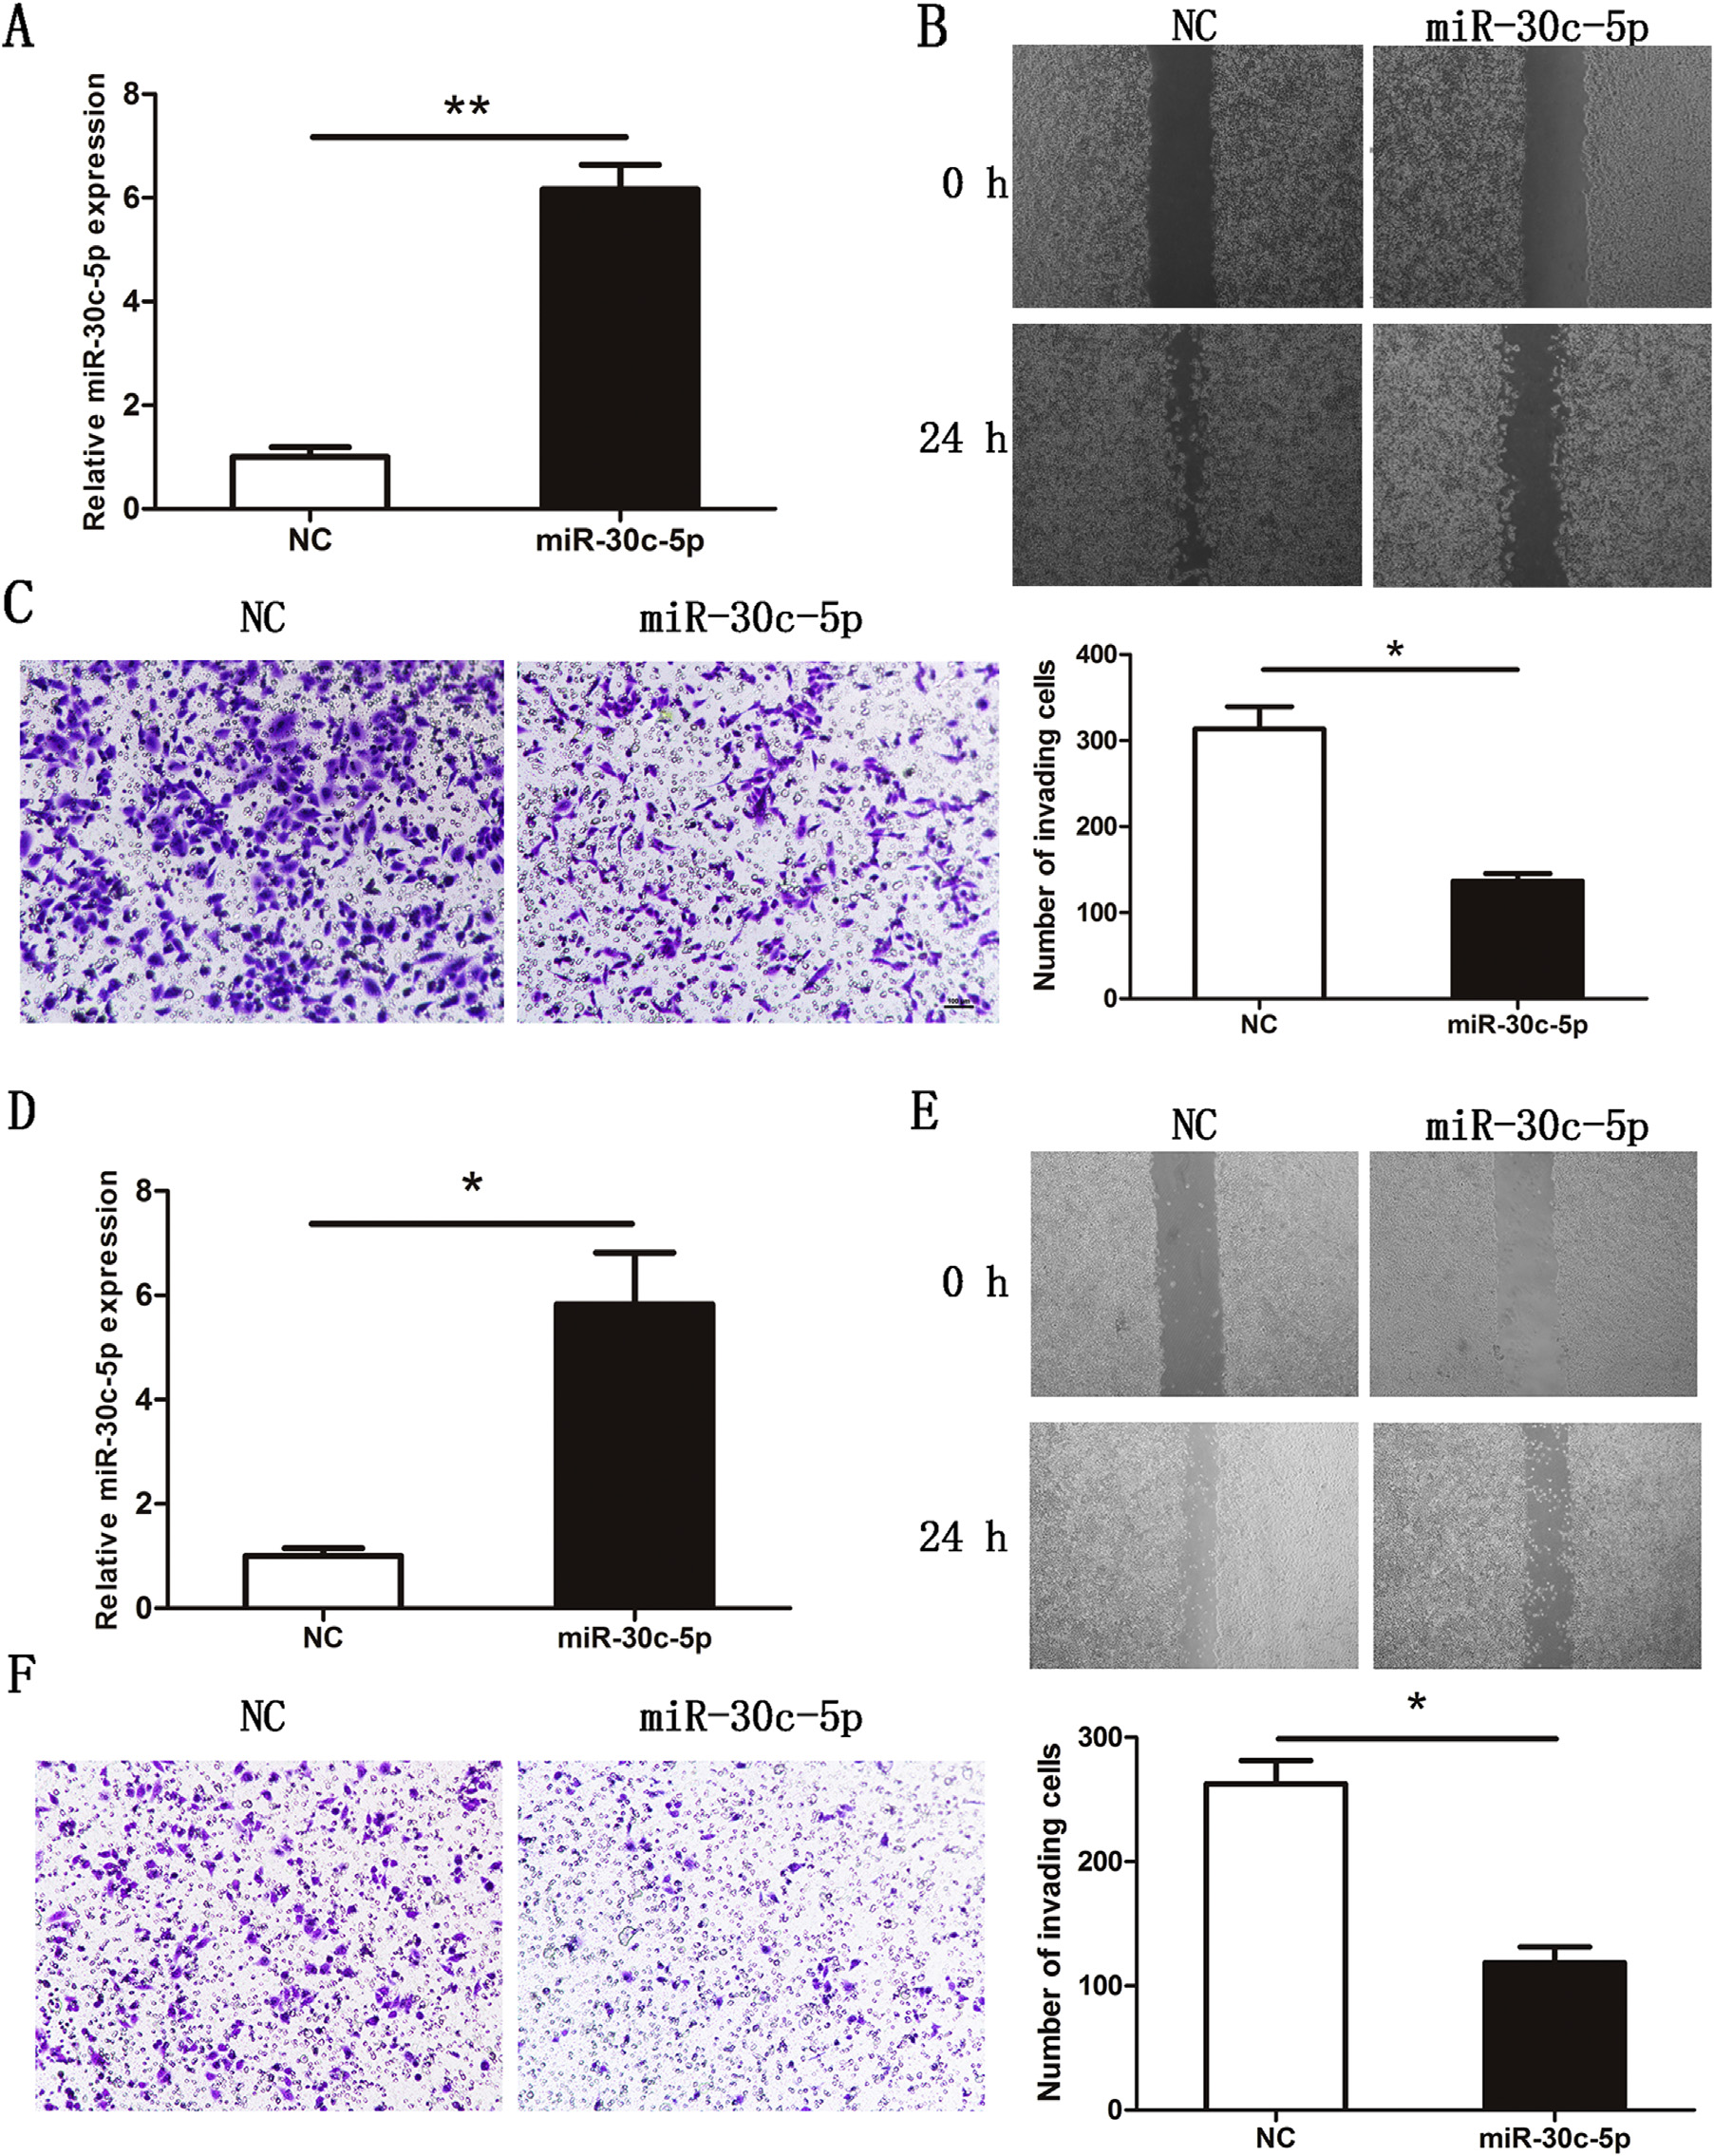 A
**
Relative miR-30c-5p expression
8
6
4
2
0
NC
miR-30c-5p
B
NC
miR-30c-5p
0 h
24 h
C
NC
miR-30c-5p
100 μm
*
Number of invading cells
400
300
200
100
0
NC
miR-30c-5p
D
*
Relative miR-30c-5p expression
8
6
4
2
0
NC
miR-30c-5p
E
NC
miR-30c-5p
0 h
24 h
F
NC
miR-30c-5p
*
Number of invading cells
300
200
100
0
NC
miR-30c-5p